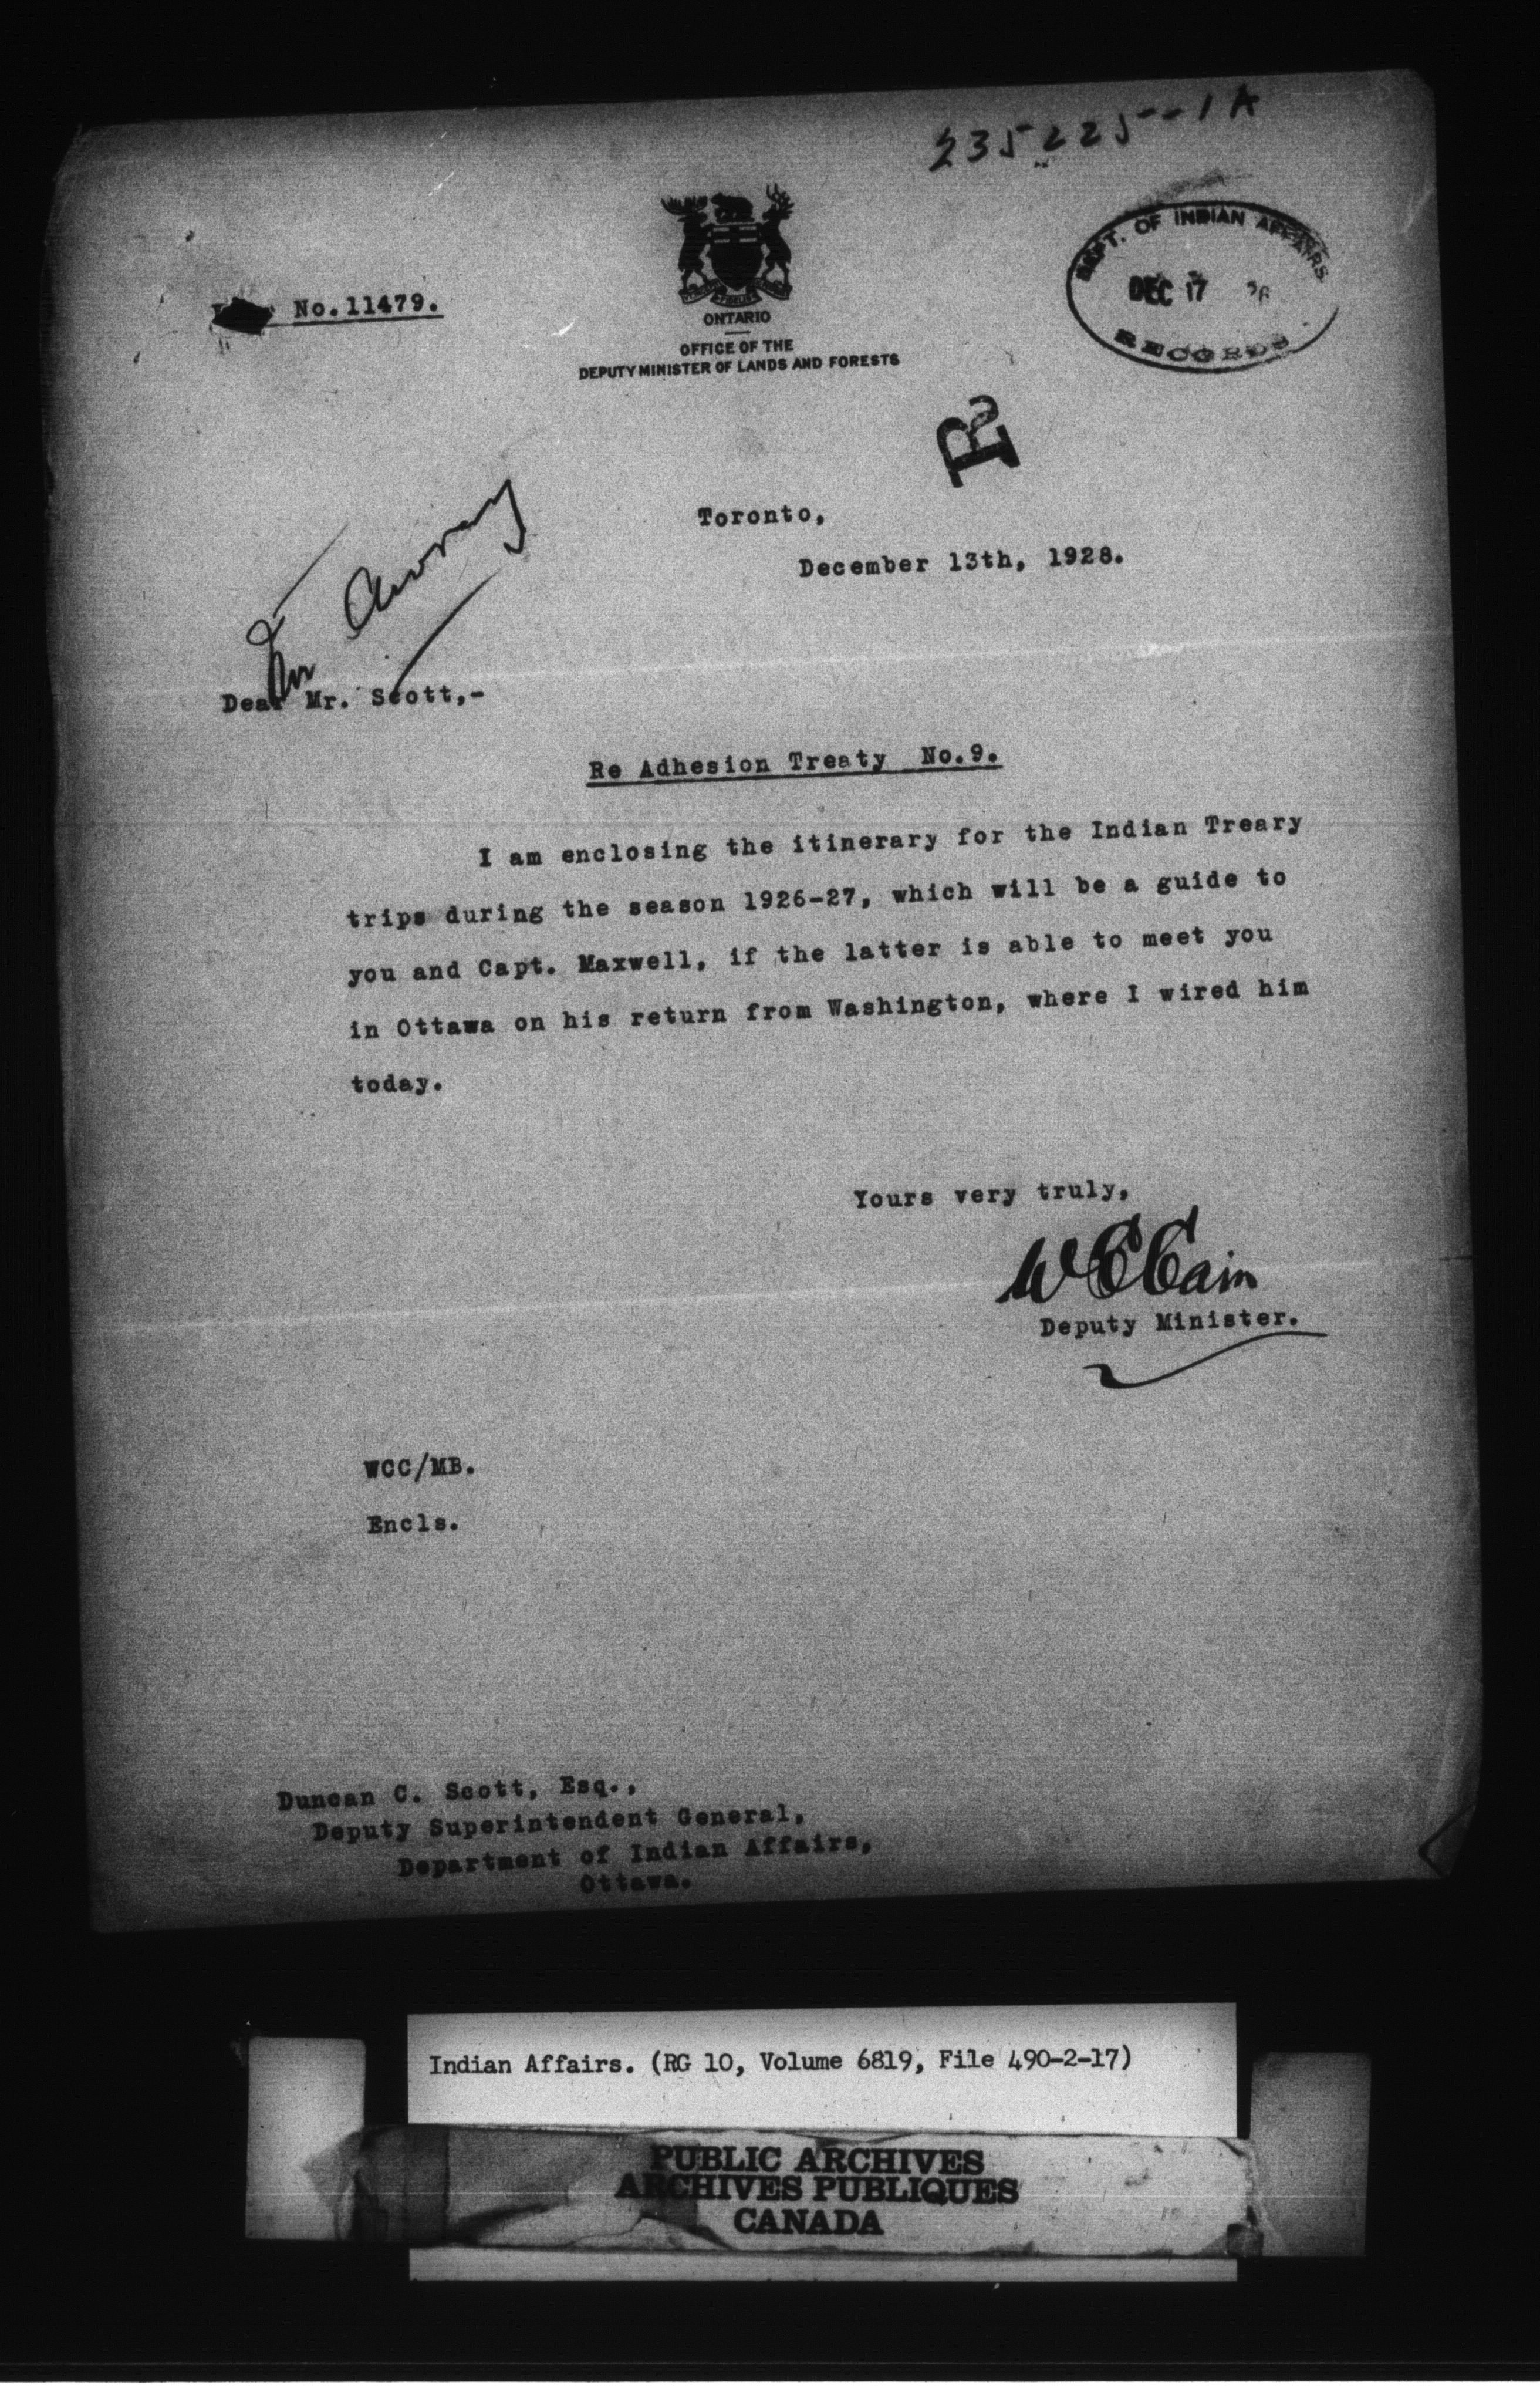 235225--1A
DEPT. OF INDIAN AFFAIRS
DEC 17
RECORDS
No.11479.
ONTARIO
OFFICE OF THE
DEPUTY MINISTER OF LANDS AND FORESTS
R
Toronto,
December 13th, 1928.
Dear Mr. Scott,-
Re Adhesion Treaty No.9.
I am enclosing the itinerary for the Indian Treary
trips during the season 1926-27, which will be a guide to
you and Capt. Maxwell, if the latter is able to meet you
in Ottawa on his return from Washington, where I wired him
today.
Yours very truly,
W C Cain
Deputy Minister.
WCC/MB.
Encls.
Duncan C. Scott, Esq.,
Deputy Superintendent General,
Department of Indian Affairs,
Ottawa.
Indian Affairs. (RG 10, Volume 6819, File 490-2-17)
PUBLIC ARCHIVES
ARCHIVES PUBLIQUES
CANADA